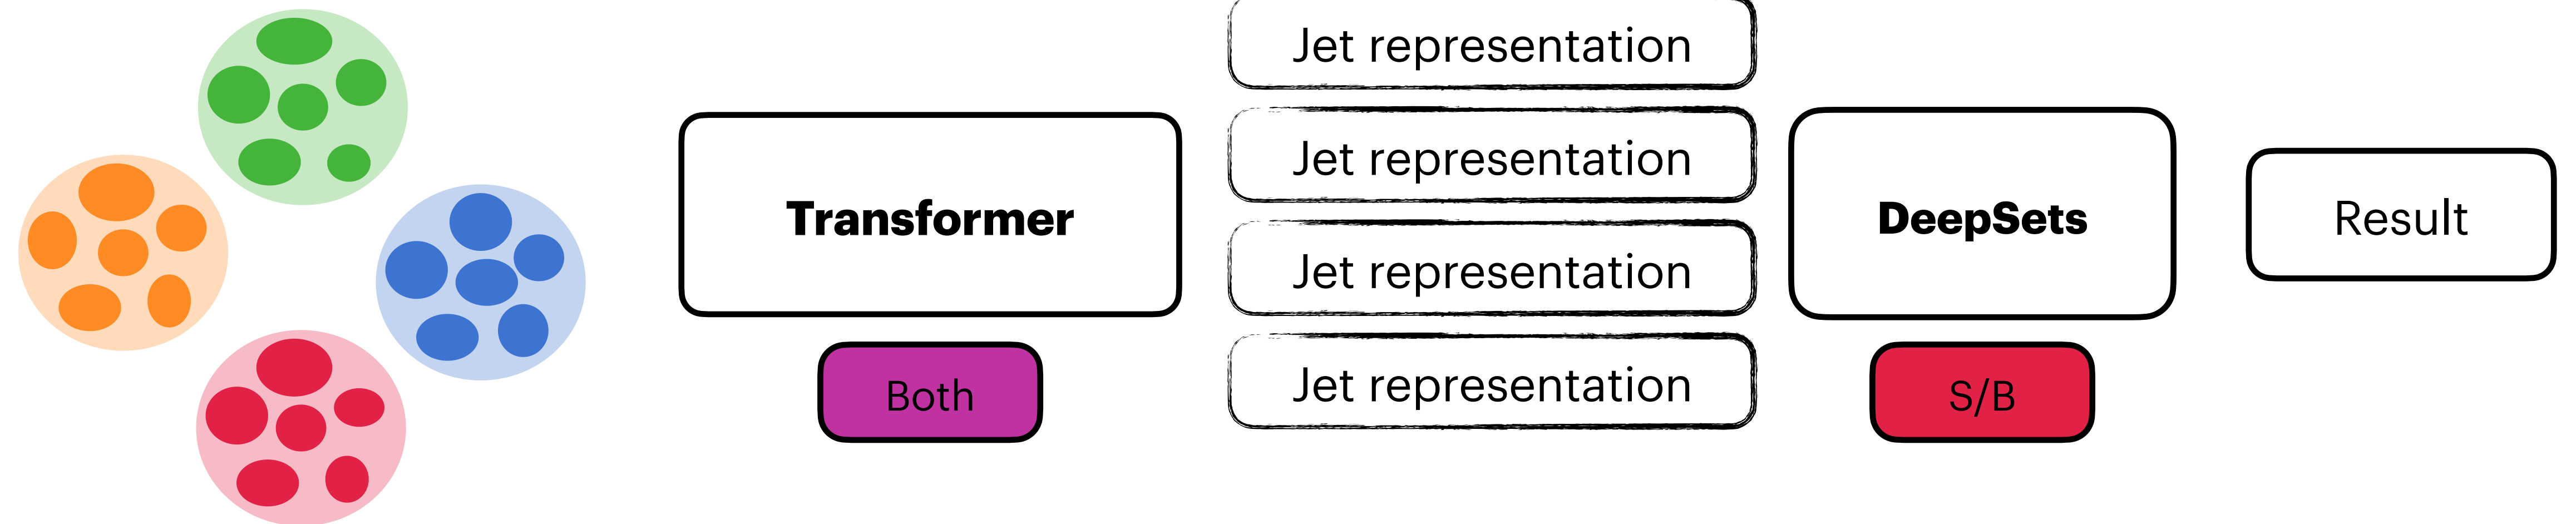 Transformer
Both
Jet representation
Jet representation
Jet representation
Jet representation
DeepSets
S/B
Result